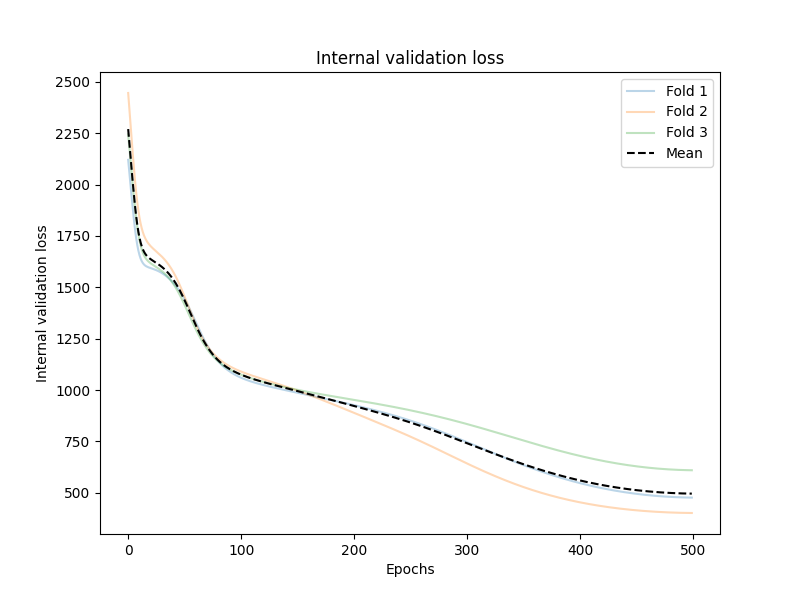 Internal validation loss
2500
2250
2000
1750
1500
1250
1000
750
500
Internal validation loss
Fold 1
Fold 2
Fold 3
Mean
0
100
200
300
400
500
Epochs